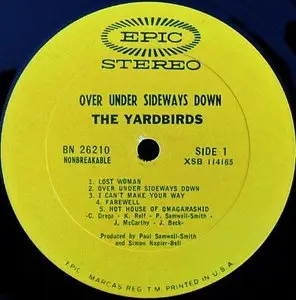 EPIC
STEREO
OVER UNDER SIDEWAYS DOWN
THE YARDBIRDS
BN 26210 SIDE 1
NONBREAKABLE XSB 114165
1. LOST WOMAN
2. OVER UNDER SIDEWAYS DOWN
3. I CAN'T MAKE YOUR WAY
4. FAREWELL
5. HOT HOUSE OF OMAGARASHID
-C. Dreja - K. Relf - P. Samwell-Smith-
J. McCarthy - J. Beck-
Produced by Paul Samwell-Smith
and Simon Napier-Bell
EPIC MARCAS REG. T.M. PRINTED IN U.S.A.